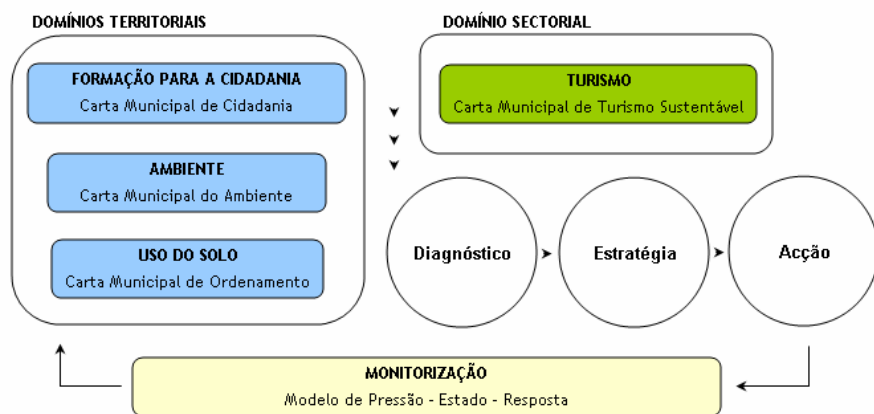 DOMÍNIOS TERRITORIAIS
FORMAÇÃO PARA A CIDADANIA
Carta Municipal de Cidadania
AMBIENTE
Carta Municipal do Ambiente
USO DO SOLO
Carta Municipal de Ordenamento
DOMÍNIO SECTORIAL
TURISMO
Carta Municipal de Turismo Sustentável
Diagnóstico
Estratégia
Acção
MONITORIZAÇÃO
Modelo de Pressão - Estado - Resposta